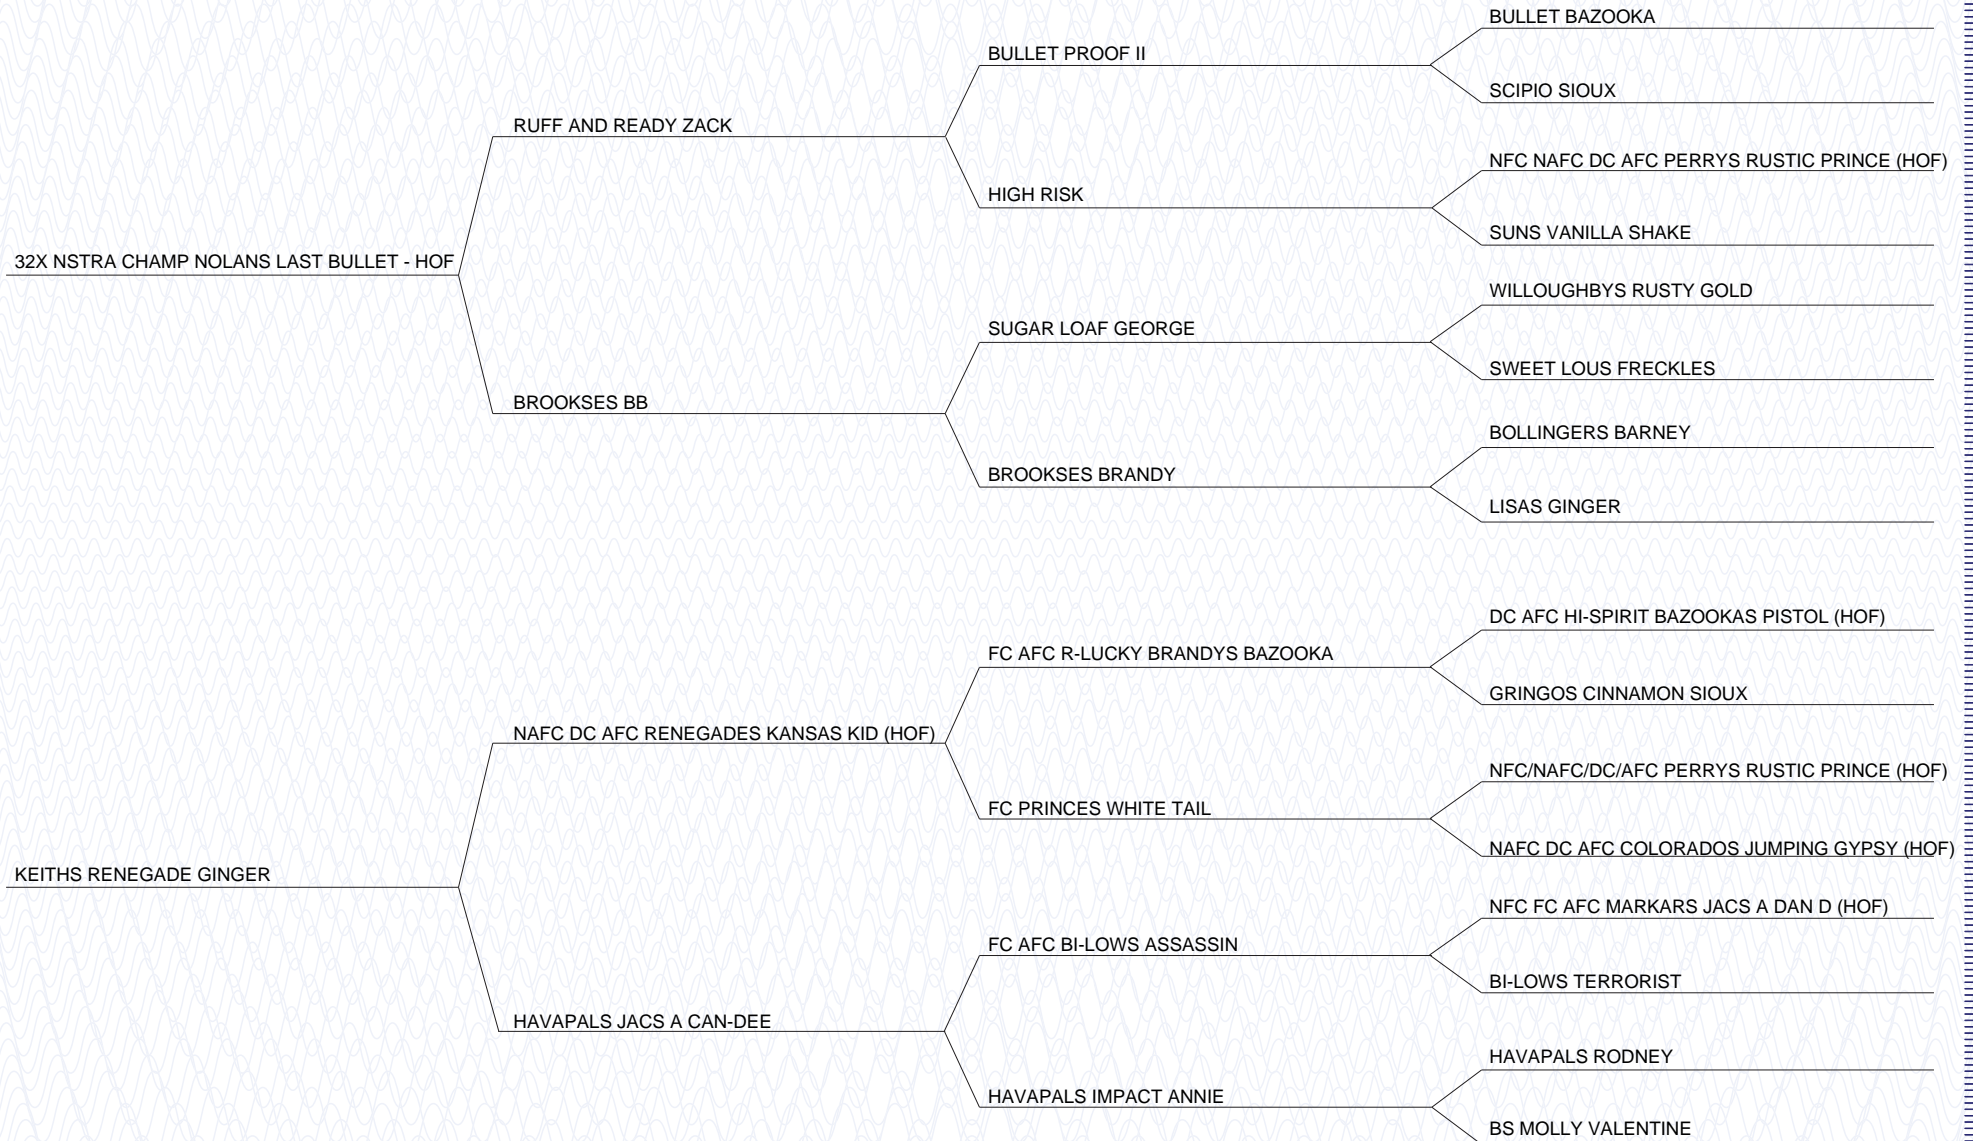 BULLET BAZOOKA
BULLET PROOF II
SCIPIO SIOUX
RUFF AND READY ZACK
NFC NAFC DC AFC PERRYS RUSTIC PRINCE (HOF)
HIGH RISK
SUNS VANILLA SHAKE
32X NSTRA CHAMP NOLANS LAST BULLET - HOF
WILLOUGHBYS RUSTY GOLD
SUGAR LOAF GEORGE
SWEET LOUS FRECKLES
BROOKSES BB
BOLLINGERS BARNEY
BROOKSES BRANDY
LISAS GINGER
DC AFC HI-SPIRIT BAZOOKAS PISTOL (HOF)
FC AFC R-LUCKY BRANDYS BAZOOKA
GRINGOS CINNAMON SIOUX
NAFC DC AFC RENEGADES KANSAS KID (HOF)
NFC/NAFC/DC/AFC PERRYS RUSTIC PRINCE (HOF)
FC PRINCES WHITE TAIL
NAFC DC AFC COLORADOS JUMPING GYPSY (HOF)
KEITHS RENEGADE GINGER
NFC FC AFC MARKARS JACS A DAN D (HOF)
FC AFC BI-LOWS ASSASSIN
BI-LOWS TERRORIST
HAVAPALS JACS A CAN-DEE
HAVAPALS RODNEY
HAVAPALS IMPACT ANNIE
BS MOLLY VALENTINE